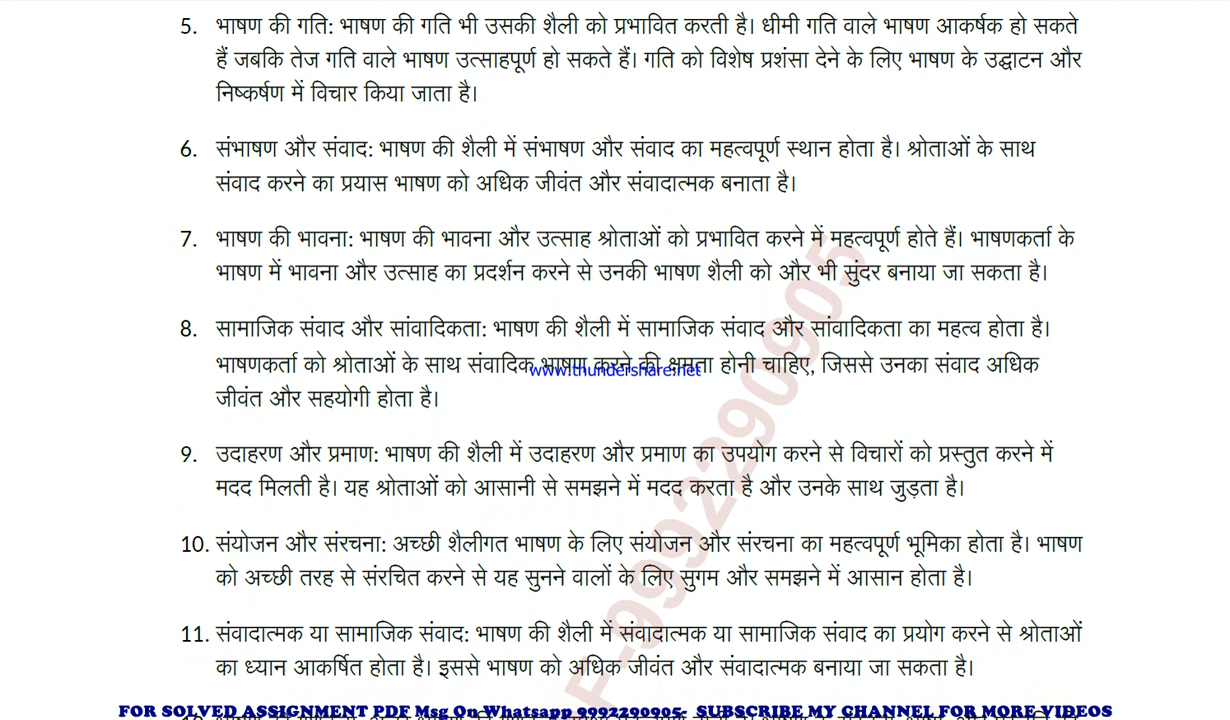 5. भाषण की गति: भाषण की गति भी उसकी शैली को प्रभावित करती है। धीमी गति वाले भाषण आकर्षक हो सकते
हैं जबकि तेज गति वाले भाषण उत्साहपूर्ण हो सकते हैं। गति को विशेष प्रशंसा देने के लिए भाषण के उद्घाटन और
निष्कर्षण में विचार किया जाता है।
6. संभाषण और संवाद: भाषण की शैली में संभाषण और संवाद का महत्वपूर्ण स्थान होता है। श्रोताओं के साथ
संवाद करने का प्रयास भाषण को अधिक जीवंत और संवादात्मक बनाता है।
7. भाषण की भावना: भाषण की भावना और उत्साह श्रोताओं को प्रभावित करने में महत्वपूर्ण होते हैं। भाषणकर्ता के
भाषण में भावना और उत्साह का प्रदर्शन करने से उनकी भाषण शैली को और भी सुंदर बनाया जा सकता है।
8. सामाजिक संवाद और सांवादिकता: भाषण की शैली में सामाजिक संवाद और सांवादिकता का महत्व होता है।
भाषणकर्ता को श्रोताओं के साथ संवादिक भाषण करने की क्षमता होनी चाहिए, जिससे उनका संवाद अधिक
www.thundershare.net
जीवंत और सहयोगी होता है।
9. उदाहरण और प्रमाण: भाषण की शैली में उदाहरण और प्रमाण का उपयोग करने से विचारों को प्रस्तुत करने में
मदद मिलती है। यह श्रोताओं को आसानी से समझने में मदद करता है और उनके साथ जुड़ता है।
10. संयोजन और संरचना: अच्छी शैलीगत भाषण के लिए संयोजन और संरचना का महत्वपूर्ण भूमिका होता है। भाषण
को अच्छी तरह से संरचित करने से यह सुनने वालों के लिए सुगम और समझने में आसान होता है।
11. संवादात्मक या सामाजिक संवाद: भाषण की शैली में संवादात्मक या सामाजिक संवाद का प्रयोग करने से श्रोताओं
का ध्यान आकर्षित होता है। इससे भाषण को अधिक जीवंत और संवादात्मक बनाया जा सकता है।
F-9992290905
FOR SOLVED ASSIGNMENT PDF Msg On Whatsapp 9992290905- SUBSCRIBE MY CHANNEL FOR MORE VIDEOS